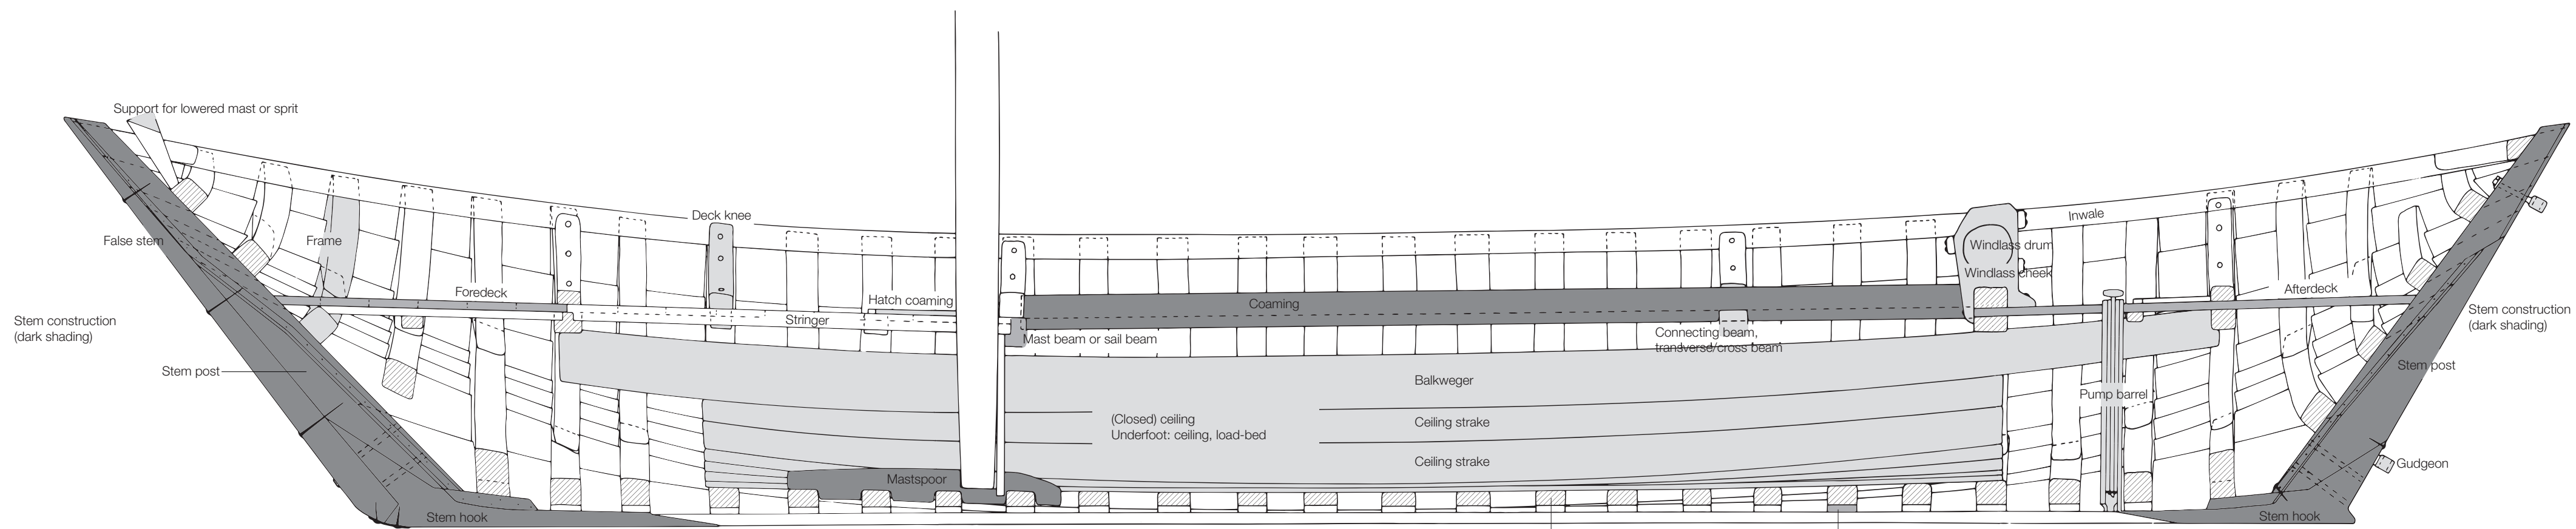 Support for lowered mast or sprit
Deck knee
Inwale
False stem
Frame
Windlass drum
Windlass cheek
Foredeck
Hatch coaming
Coaming
Afterdeck
Stem construction
(dark shading)
Stringer
Mast beam or sail beam
Connecting beam,
transverse/cross beam
Stem construction
(dark shading)
Stem post
Balkweger
Stem post
Pump barrel
(Closed) ceiling
Underfoot: ceiling, load-bed
Ceiling strake
Ceiling strake
Gudgeon
Mastspoor
Stem hook
Stem hook